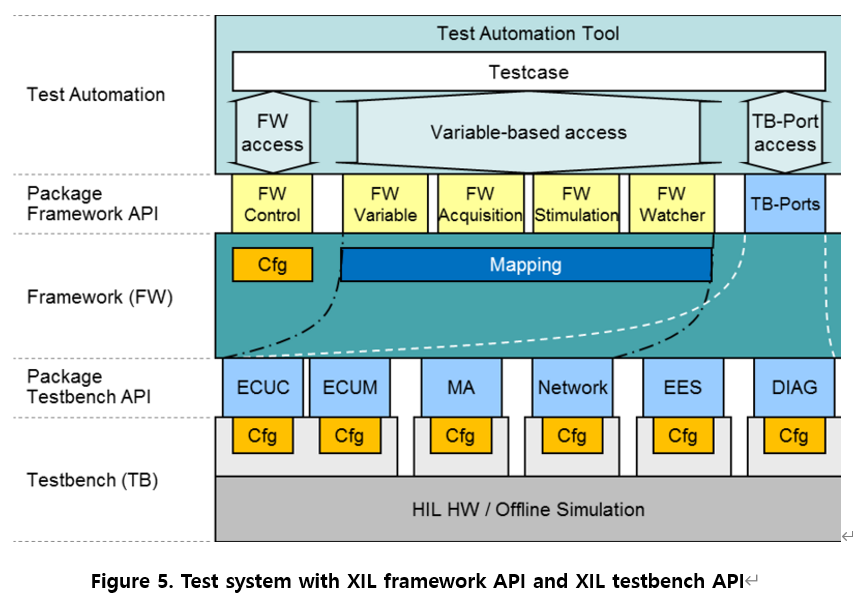 Test Automation Tool
Testcase
Test Automation
FW
access
Variable-based access
TB-Port
access
Package
Framework API
FW
Control
FW
Variable
FW
Acquisition
FW
Stimulation
FW
Watcher
TB-Ports
Cfg
Mapping
Framework (FW)
Package
Testbench API
ECUC
ECUM
MA
Network
EES
DIAG
Cfg
Cfg
Cfg
Cfg
Cfg
Cfg
Testbench (TB)
HIL HW / Offline Simulation
Figure 5. Test system with XIL framework API and XIL testbench API